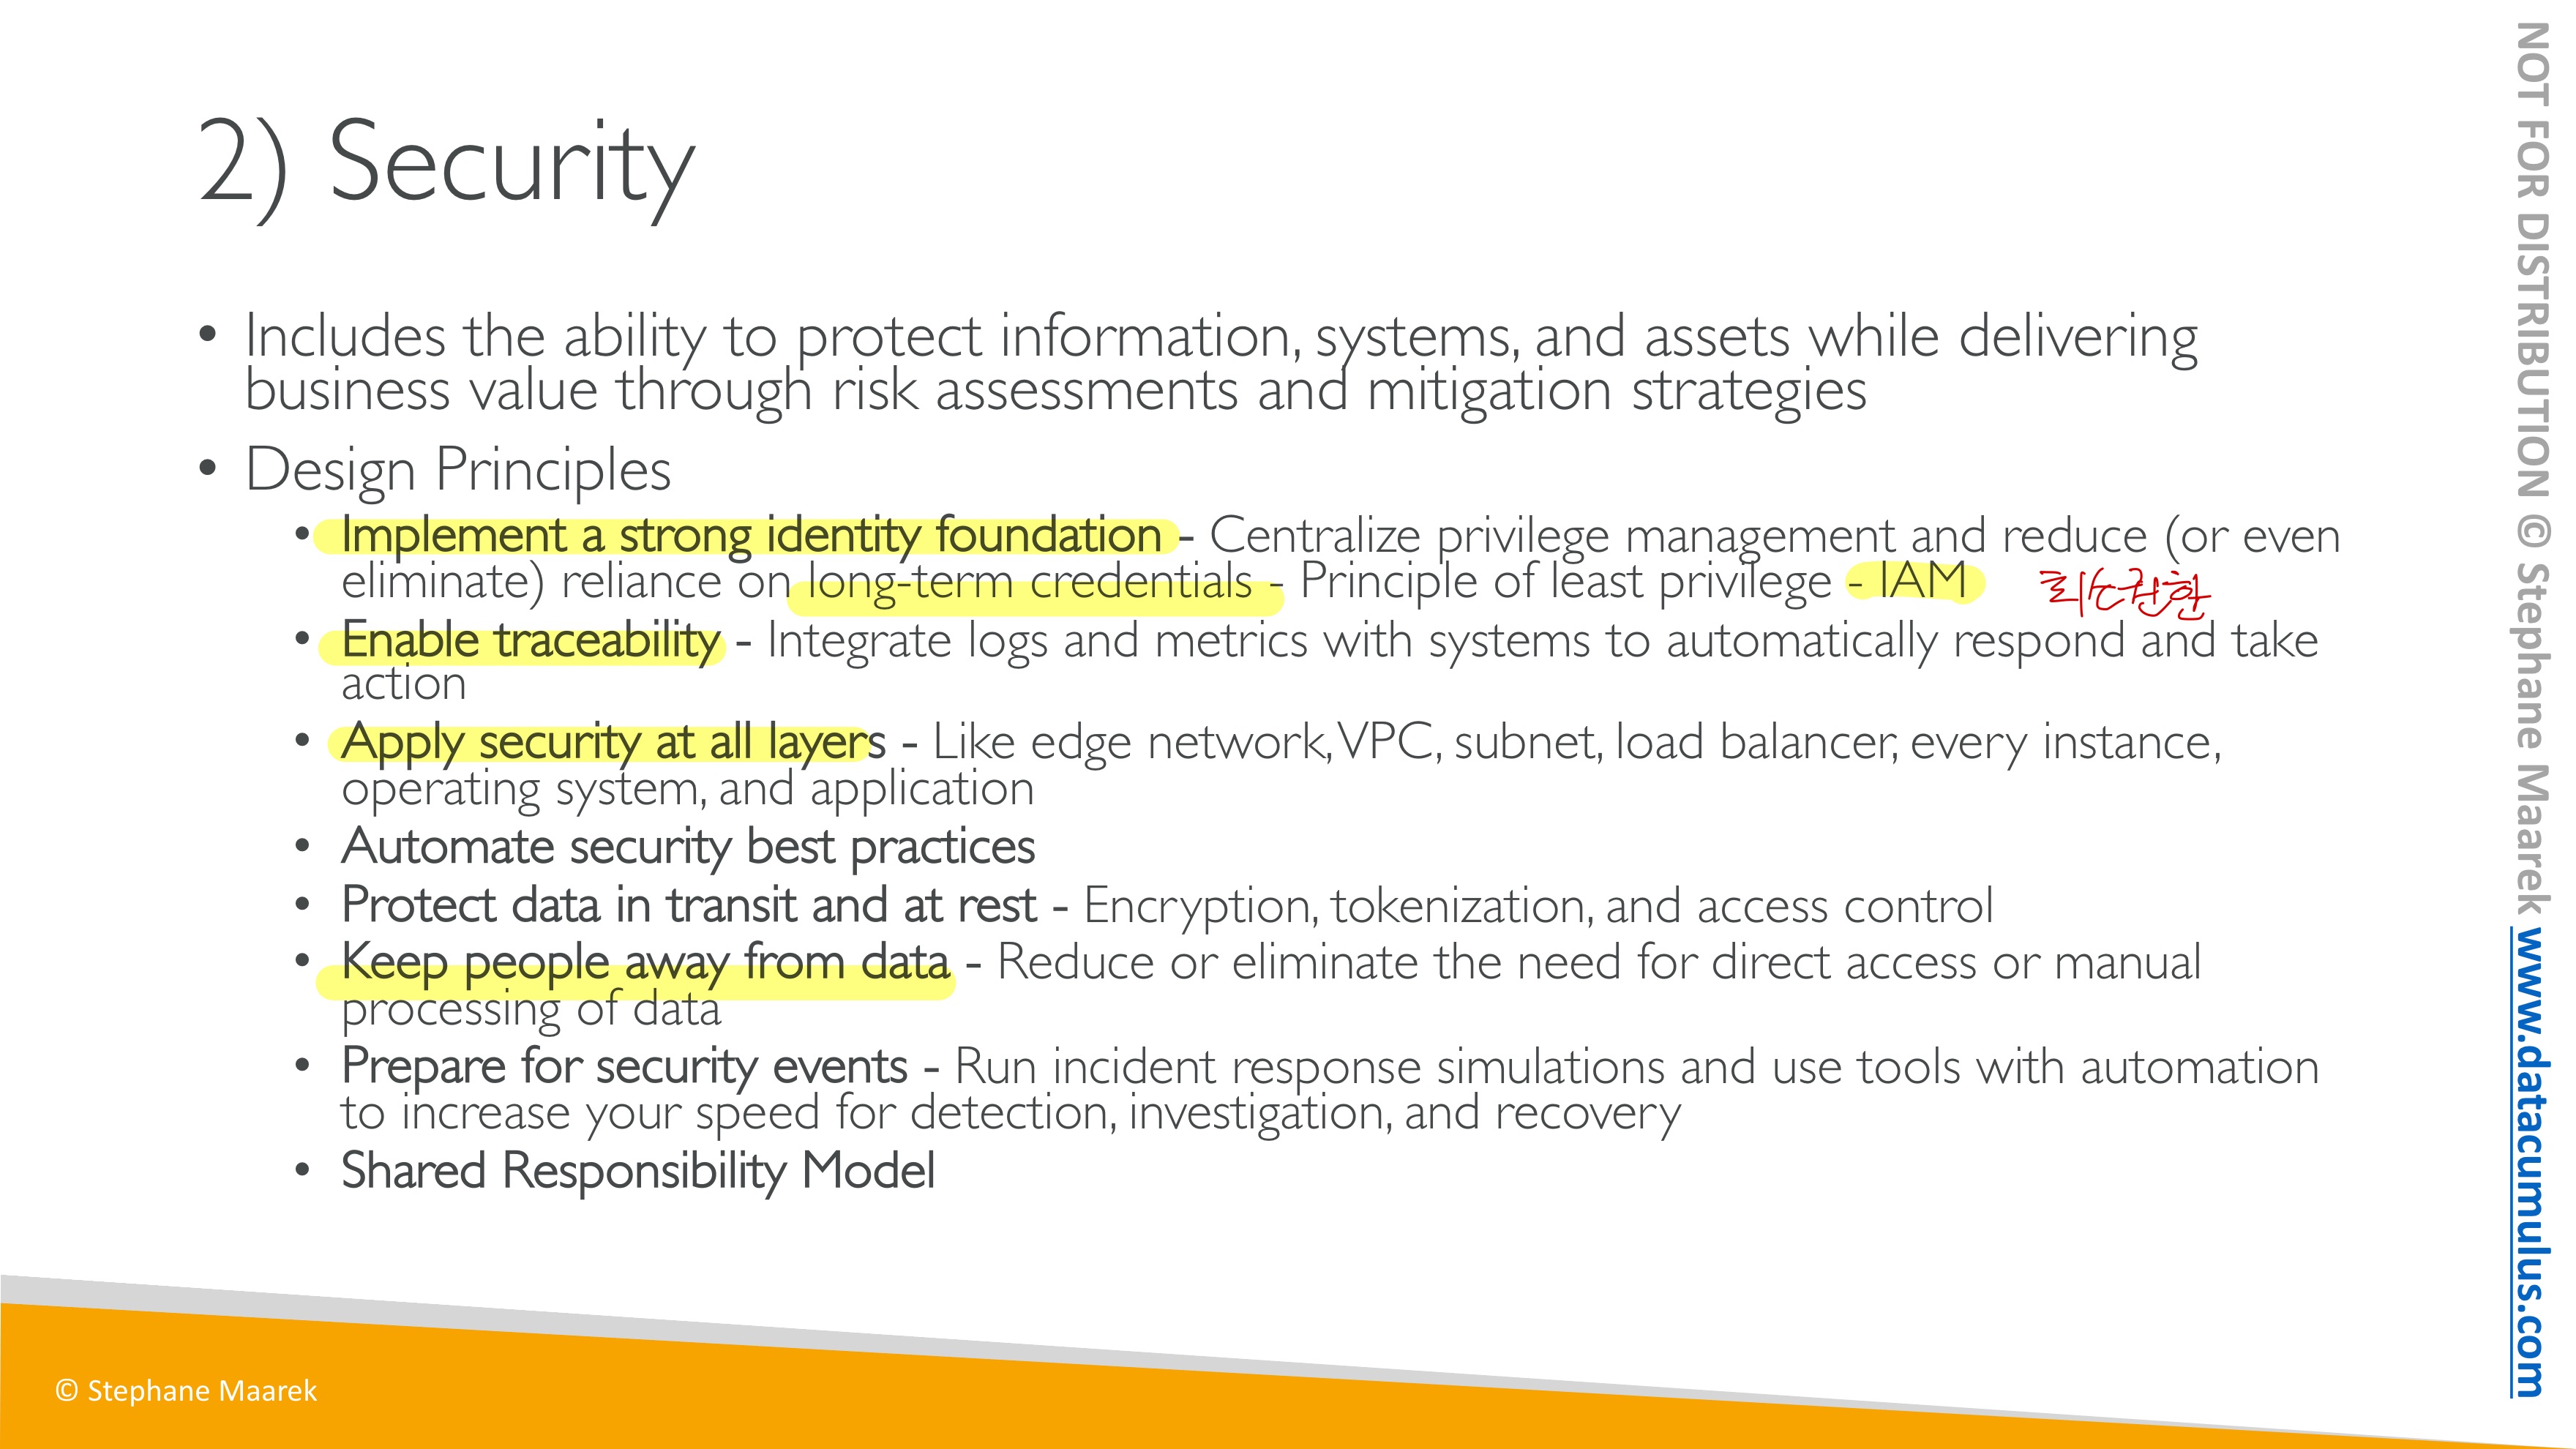 2) Security
• Includes the ability to protect information, systems, and assets while delivering
business value through risk assessments and mitigation strategies
• Design Principles
• Implement a strong identity foundation - Centralize privilege management and reduce (or even
eliminate) reliance on long-term credentials - Principle of least privilege - IAM 최소권한
• Enable traceability - Integrate logs and metrics with systems to automatically respond and take
action
• Apply security at all layers - Like edge network, VPC, subnet, load balancer, every instance,
operating system, and application
• Automate security best practices
• Protect data in transit and at rest - Encryption, tokenization, and access control
• Keep people away from data - Reduce or eliminate the need for direct access or manual
processing of data
• Prepare for security events - Run incident response simulations and use tools with automation
to increase your speed for detection, investigation, and recovery
• Shared Responsibility Model
© Stephane Maarek
NOT FOR DISTRIBUTION © Stephane Maarek www.datacumulus.com